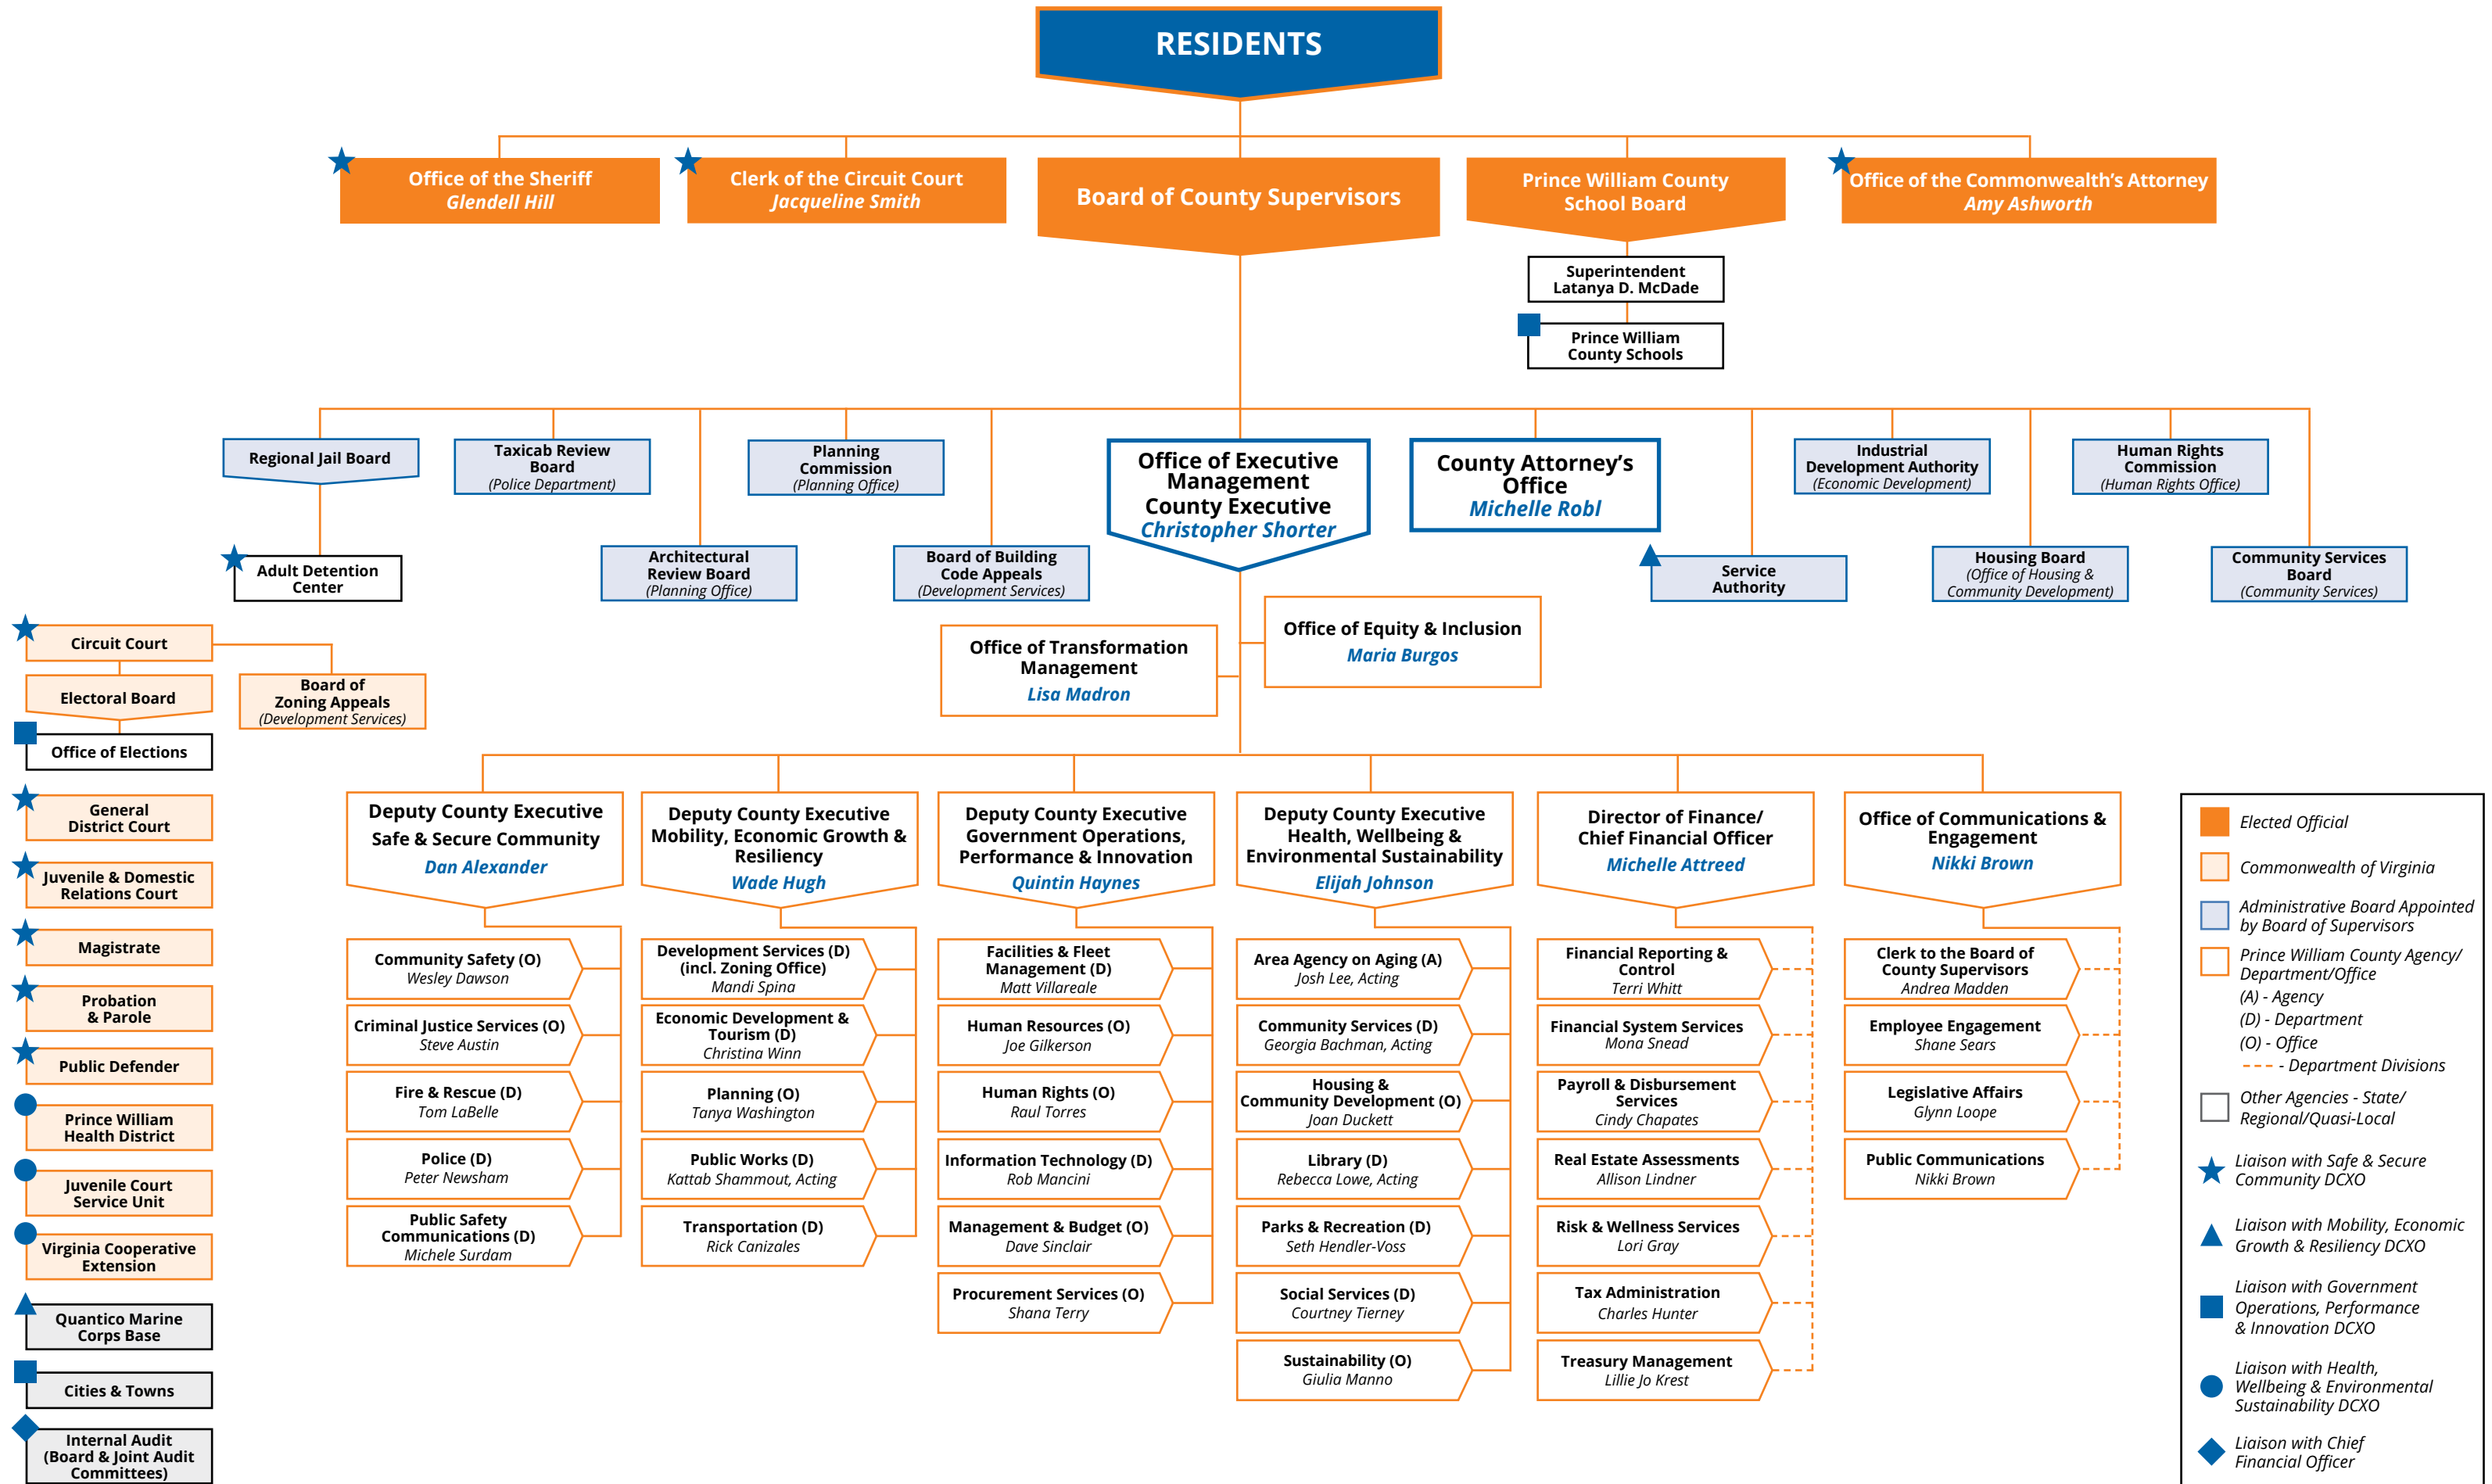 RESIDENTS
Office of the Sheriff
Glendell Hill
Clerk of the Circuit Court
Jacqueline Smith
Board of County Supervisors
Prince William County
School Board
Office of the Commonwealth’s Attorney
Amy Ashworth
Superintendent
Latanya D. McDade
Prince William
County Schools
Regional Jail Board
Taxicab Review
Board
(Police Department)
Planning
Commission
(Planning Office)
Office of Executive
Management
County Executive
Christopher Shorter
County Attorney’s
Office
Michelle Robl
Industrial
Development Authority
(Economic Development)
Human Rights
Commission
(Human Rights Office)
Adult Detention
Center
Architectural
Review Board
(Planning Office)
Board of Building
Code Appeals
(Development Services)
Service
Authority
Housing Board
(Office of Housing &
Community Development)
Community Services
Board
(Community Services)
Circuit Court
Electoral Board
Board of
Zoning Appeals
(Development Services)
Office of Elections
Office of Transformation
Management
Lisa Madron
Office of Equity & Inclusion
Maria Burgos
General
District Court
Juvenile & Domestic
Relations Court
Magistrate
Probation
& Parole
Public Defender
Prince William
Health District
Juvenile Court
Service Unit
Virginia Cooperative
Extension
Quantico Marine
Corps Base
Cities & Towns
Internal Audit
(Board & Joint Audit
Committees)
Deputy County Executive
Safe & Secure Community
Dan Alexander
Community Safety (O)
Wesley Dawson
Criminal Justice Services (O)
Steve Austin
Fire & Rescue (D)
Tom LaBelle
Police (D)
Peter Newsham
Public Safety
Communications (D)
Michele Surdam
Deputy County Executive
Mobility, Economic Growth &
Resiliency
Wade Hugh
Development Services (D)
(incl. Zoning Office)
Mandi Spina
Economic Development &
Tourism (D)
Christina Winn
Planning (O)
Tanya Washington
Public Works (D)
Kattab Shammout, Acting
Transportation (D)
Rick Canizales
Deputy County Executive
Government Operations,
Performance & Innovation
Quintin Haynes
Facilities & Fleet
Management (D)
Matt Villareale
Human Resources (O)
Joe Gilkerson
Human Rights (O)
Raul Torres
Information Technology (D)
Rob Mancini
Management & Budget (O)
Dave Sinclair
Procurement Services (O)
Shana Terry
Deputy County Executive
Health, Wellbeing &
Environmental Sustainability
Elijah Johnson
Area Agency on Aging (A)
Josh Lee, Acting
Community Services (D)
Georgia Bachman, Acting
Housing &
Community Development (O)
Joan Duckett
Library (D)
Rebecca Lowe, Acting
Parks & Recreation (D)
Seth Hendler-Voss
Social Services (D)
Courtney Tierney
Sustainability (O)
Giulia Manno
Director of Finance/
Chief Financial Officer
Michelle Attreed
Financial Reporting &
Control
Terri Whitt
Financial System Services
Mona Snead
Payroll & Disbursement
Services
Cindy Chapates
Real Estate Assessments
Allison Lindner
Risk & Wellness Services
Lori Gray
Tax Administration
Charles Hunter
Treasury Management
Lillie Jo Krest
Office of Communications &
Engagement
Nikki Brown
Clerk to the Board of
County Supervisors
Andrea Madden
Employee Engagement
Shane Sears
Legislative Affairs
Glynn Loope
Public Communications
Nikki Brown
Elected Official
Commonwealth of Virginia
Administrative Board Appointed
by Board of Supervisors
Prince William County Agency/
Department/Office
(A) - Agency
(D) - Department
(O) - Office
---- - Department Divisions
Other Agencies - State/
Regional/Quasi-Local
Liaison with Safe & Secure
Community DCXO
Liaison with Mobility, Economic
Growth & Resiliency DCXO
Liaison with Government
Operations, Performance
& Innovation DCXO
Liaison with Health,
Wellbeing & Environmental
Sustainability DCXO
Liaison with Chief
Financial Officer